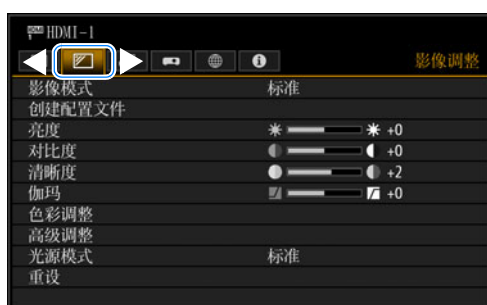 HDMI-1
影像调整
影像模式 标准
创建配置文件
亮度 +0
对比度 +0
清晰度 +2
伽玛 +0
色彩调整
高级调整
光源模式 标准
重设